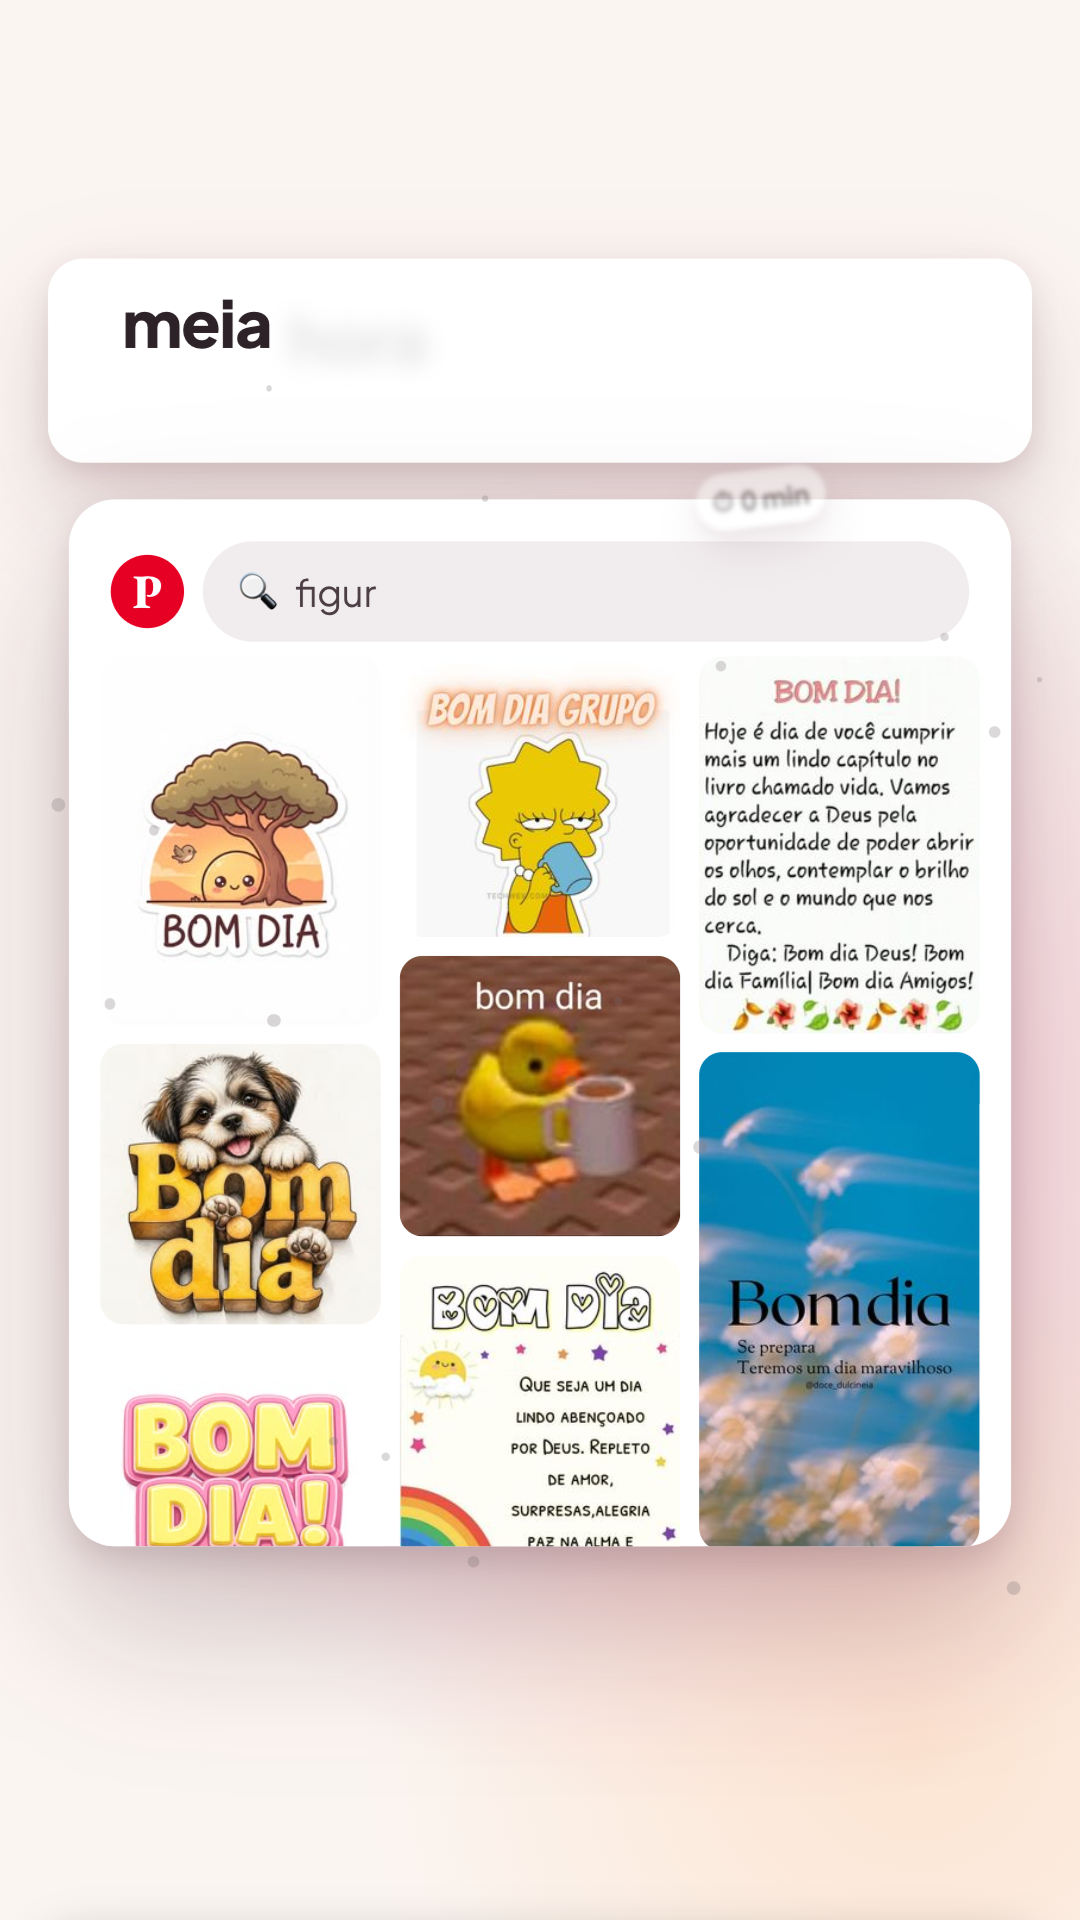 meia hora
0 min
P
figur
BOM DIA
BOM DIA GRUPO
BOM DIA!
Hoje é dia de você cumprir
mais um lindo capítulo no
livro chamado vida. Vamos
agradecer a Deus pela
oportunidade de poder abrir
os olhos, contemplar o brilho
do sol e o mundo que nos
cerca.
Diga: Bom dia Deus! Bom
dia Família| Bom dia Amigos!
bom dia
Bom
dia
Bom dia
Se prepara
Teremos um dia maravilhoso
@doce_dulcineia
BOM DIA
QUE SEJA UM DIA
LINDO ABENÇOADO
POR DEUS. REPLETO
DE AMOR,
SURPRESAS,ALEGRIA
PAZ NA ALMA E
BOM
DIA!